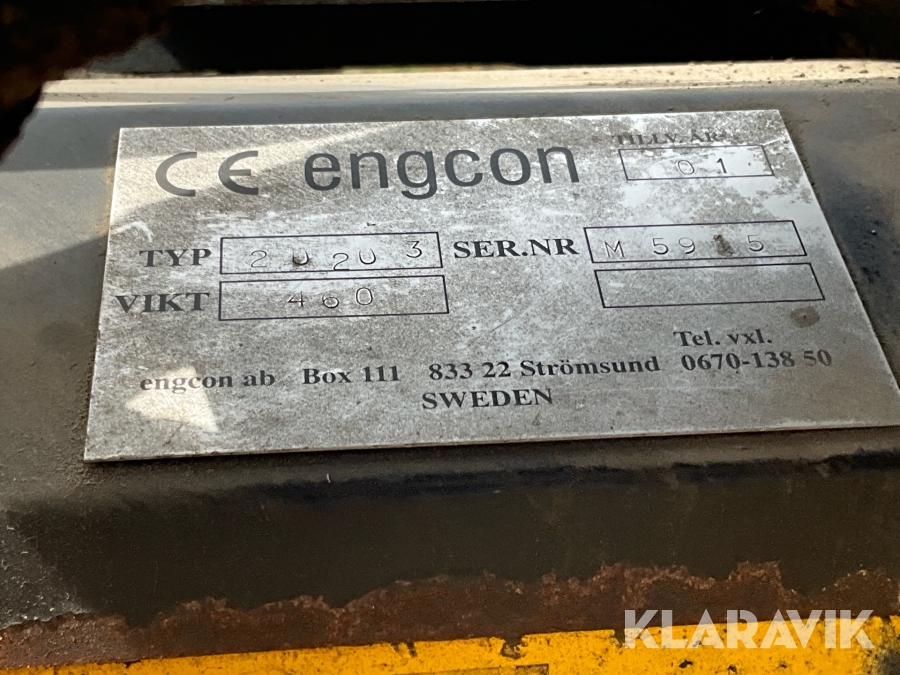 CE engcon TILLV.ÅR
01
TYP 20203 SER.NR
VIKT 460
Tel. vxl.
engcon ab Box 111 833 22 Strömsund 0670-138 50
SWEDEN
KLARAVIK